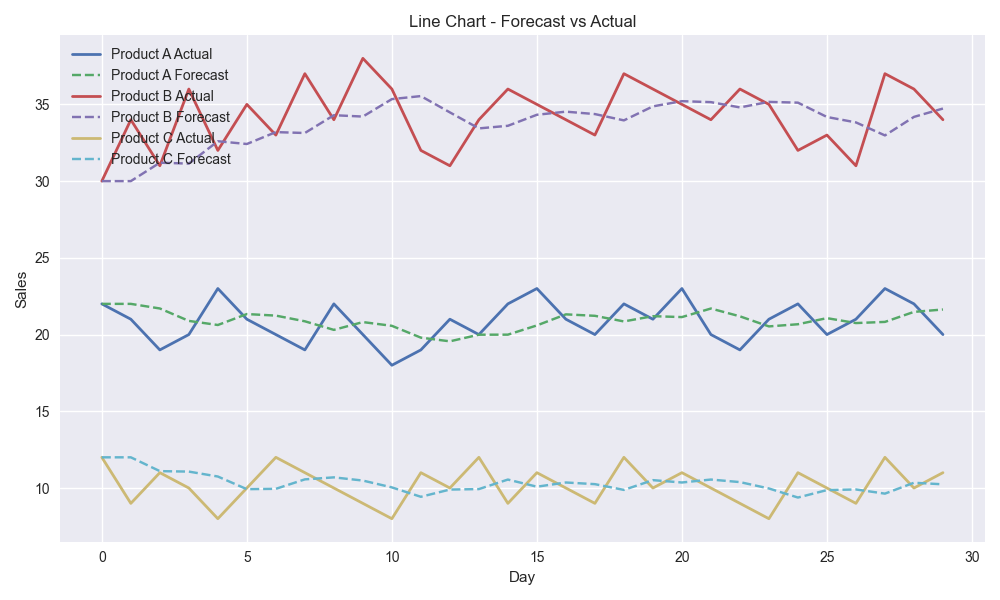 Line Chart - Forecast vs Actual
Product A Actual
Product A Forecast
Product B Actual
Product B Forecast
Product C Actual
Product C Forecast
35
30
25
20
15
10
Sales
0
5
10
15
20
25
30
Day